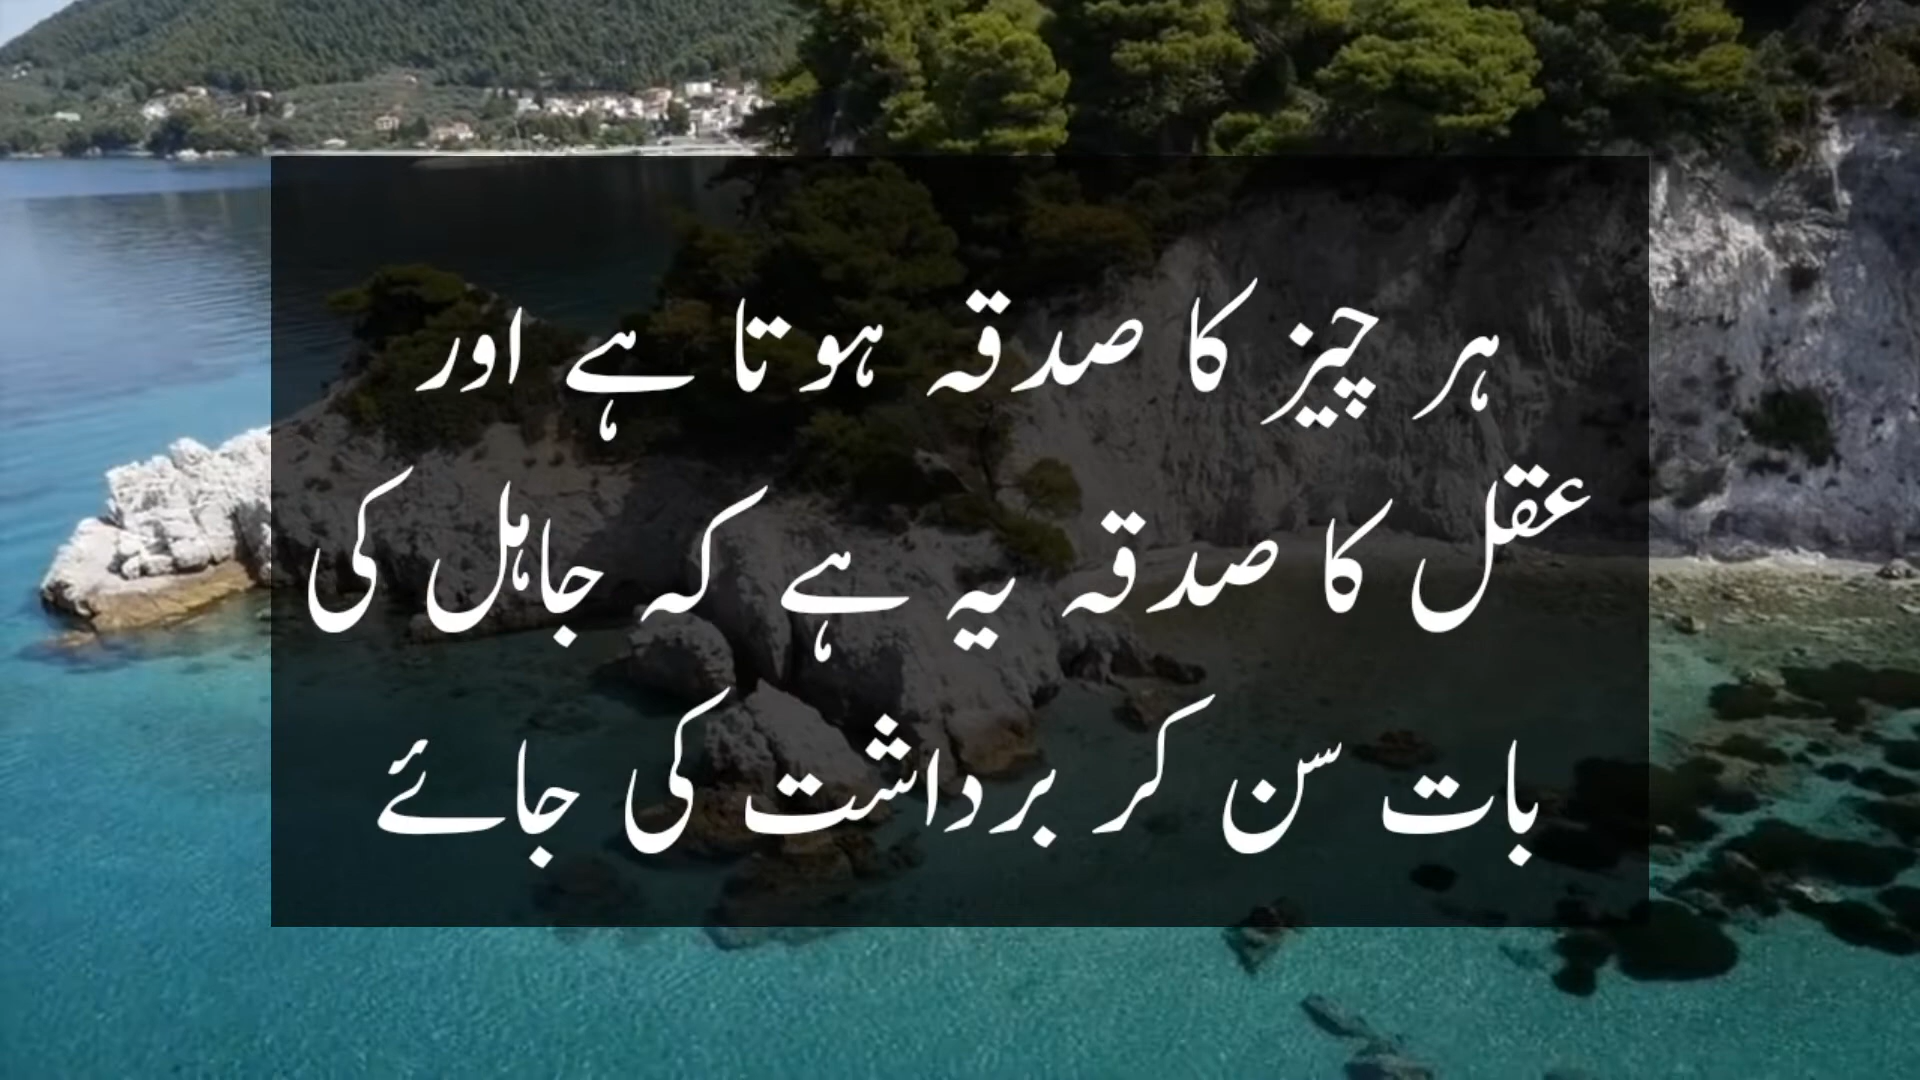 ہر چیز کا صدقہ ہوتا ہے اور
عقل کا صدقہ یہ ہے کہ جاہل کی
بات سن کر برداشت کی جائے